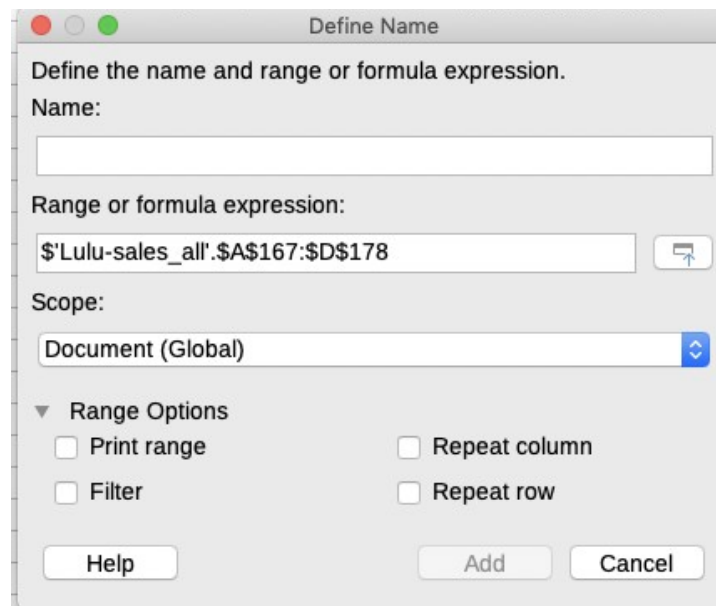 Define Name
Define the name and range or formula expression.
Name:
Range or formula expression:
$'Lulu-sales_all'.$A$167:$D$178
Scope:
Document (Global)
Range Options
Print range Repeat column
Filter Repeat row
Help Add Cancel